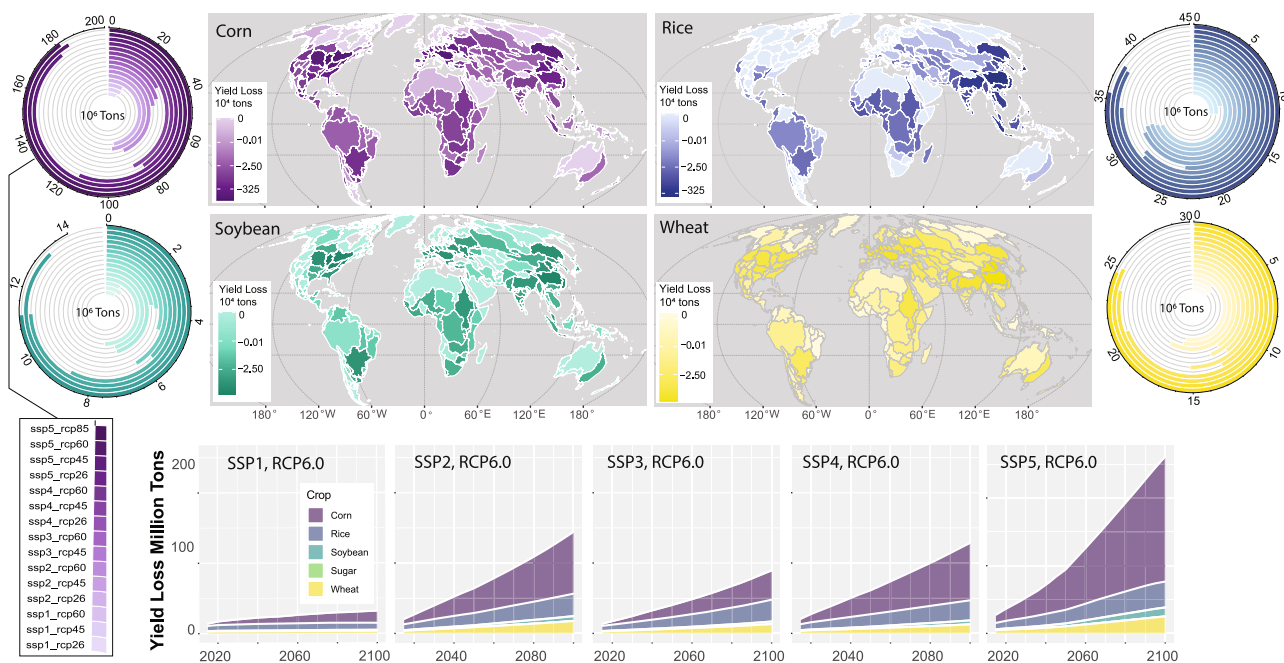 200
0
20
40
60
80
100
120
140
160
180
10⁶ Tons
Corn
Yield Loss
10⁴ tons
0
−0.01
−2.50
−325
Rice
Yield Loss
10⁴ tons
0
−0.01
−2.50
−325
45
0
5
15
20
25
30
35
40
10⁶ Tons
0
2
4
6
8
10
12
14
10⁶ Tons
Soybean
Yield Loss
10⁴ tons
0
−0.01
−2.50
180°
120°W
60°W
0°
60°E
120°E
180°
Wheat
Yield Loss
10⁴ tons
0
−0.01
−2.50
180°
120°W
60°W
0°
60°E
120°E
180°
30
0
5
10
15
20
25
10⁶ Tons
ssp5_rcp85
ssp5_rcp60
ssp5_rcp45
ssp5_rcp26
ssp4_rcp60
ssp4_rcp45
ssp4_rcp26
ssp3_rcp60
ssp3_rcp45
ssp2_rcp60
ssp2_rcp45
ssp2_rcp26
ssp1_rcp60
ssp1_rcp45
ssp1_rcp26
Yield Loss Million Tons
200
100
0
SSP1, RCP6.0
Crop
Corn
Rice
Soybean
Sugar
Wheat
2020
2060
2100
SSP2, RCP6.0
2040
2080
SSP3, RCP6.0
2020
2060
2100
SSP4, RCP6.0
2040
2080
SSP5, RCP6.0
2020
2060
2100